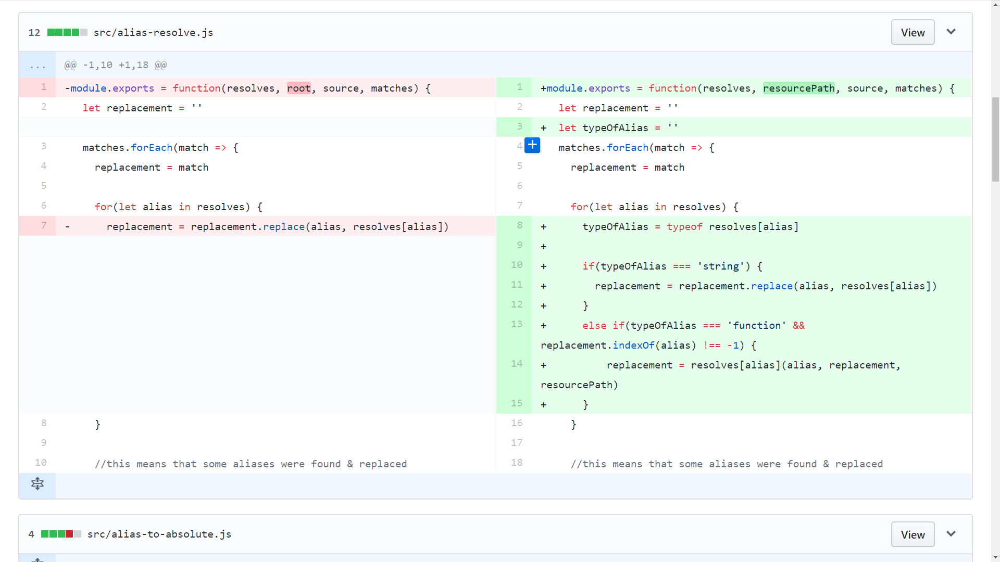 12 src/alias-resolve.js View
... @@ -1,10 +1,18 @@
1 -module.exports = function(resolves, root, source, matches) { 1 +module.exports = function(resolves, resourcePath, source, matches) {
2 let replacement = '' 2 let replacement = ''
3 + let typeOfAlias = ''
3 matches.forEach(match => { 4 + matches.forEach(match => {
4 replacement = match 5 replacement = match
5 6
6 for(let alias in resolves) { 7 for(let alias in resolves) {
7 - replacement = replacement.replace(alias, resolves[alias]) 8 + typeOfAlias = typeof resolves[alias]
9 +
10 + if(typeOfAlias === 'string') {
11 + replacement = replacement.replace(alias, resolves[alias])
12 + }
13 + else if(typeOfAlias === 'function' &&
replacement.indexOf(alias) !== -1) {
14 + replacement = resolves[alias](alias, replacement,
resourcePath)
15 + }
8 } 16 }
9 17
10 //this means that some aliases were found & replaced 18 //this means that some aliases were found & replaced
4 src/alias-to-absolute.js View